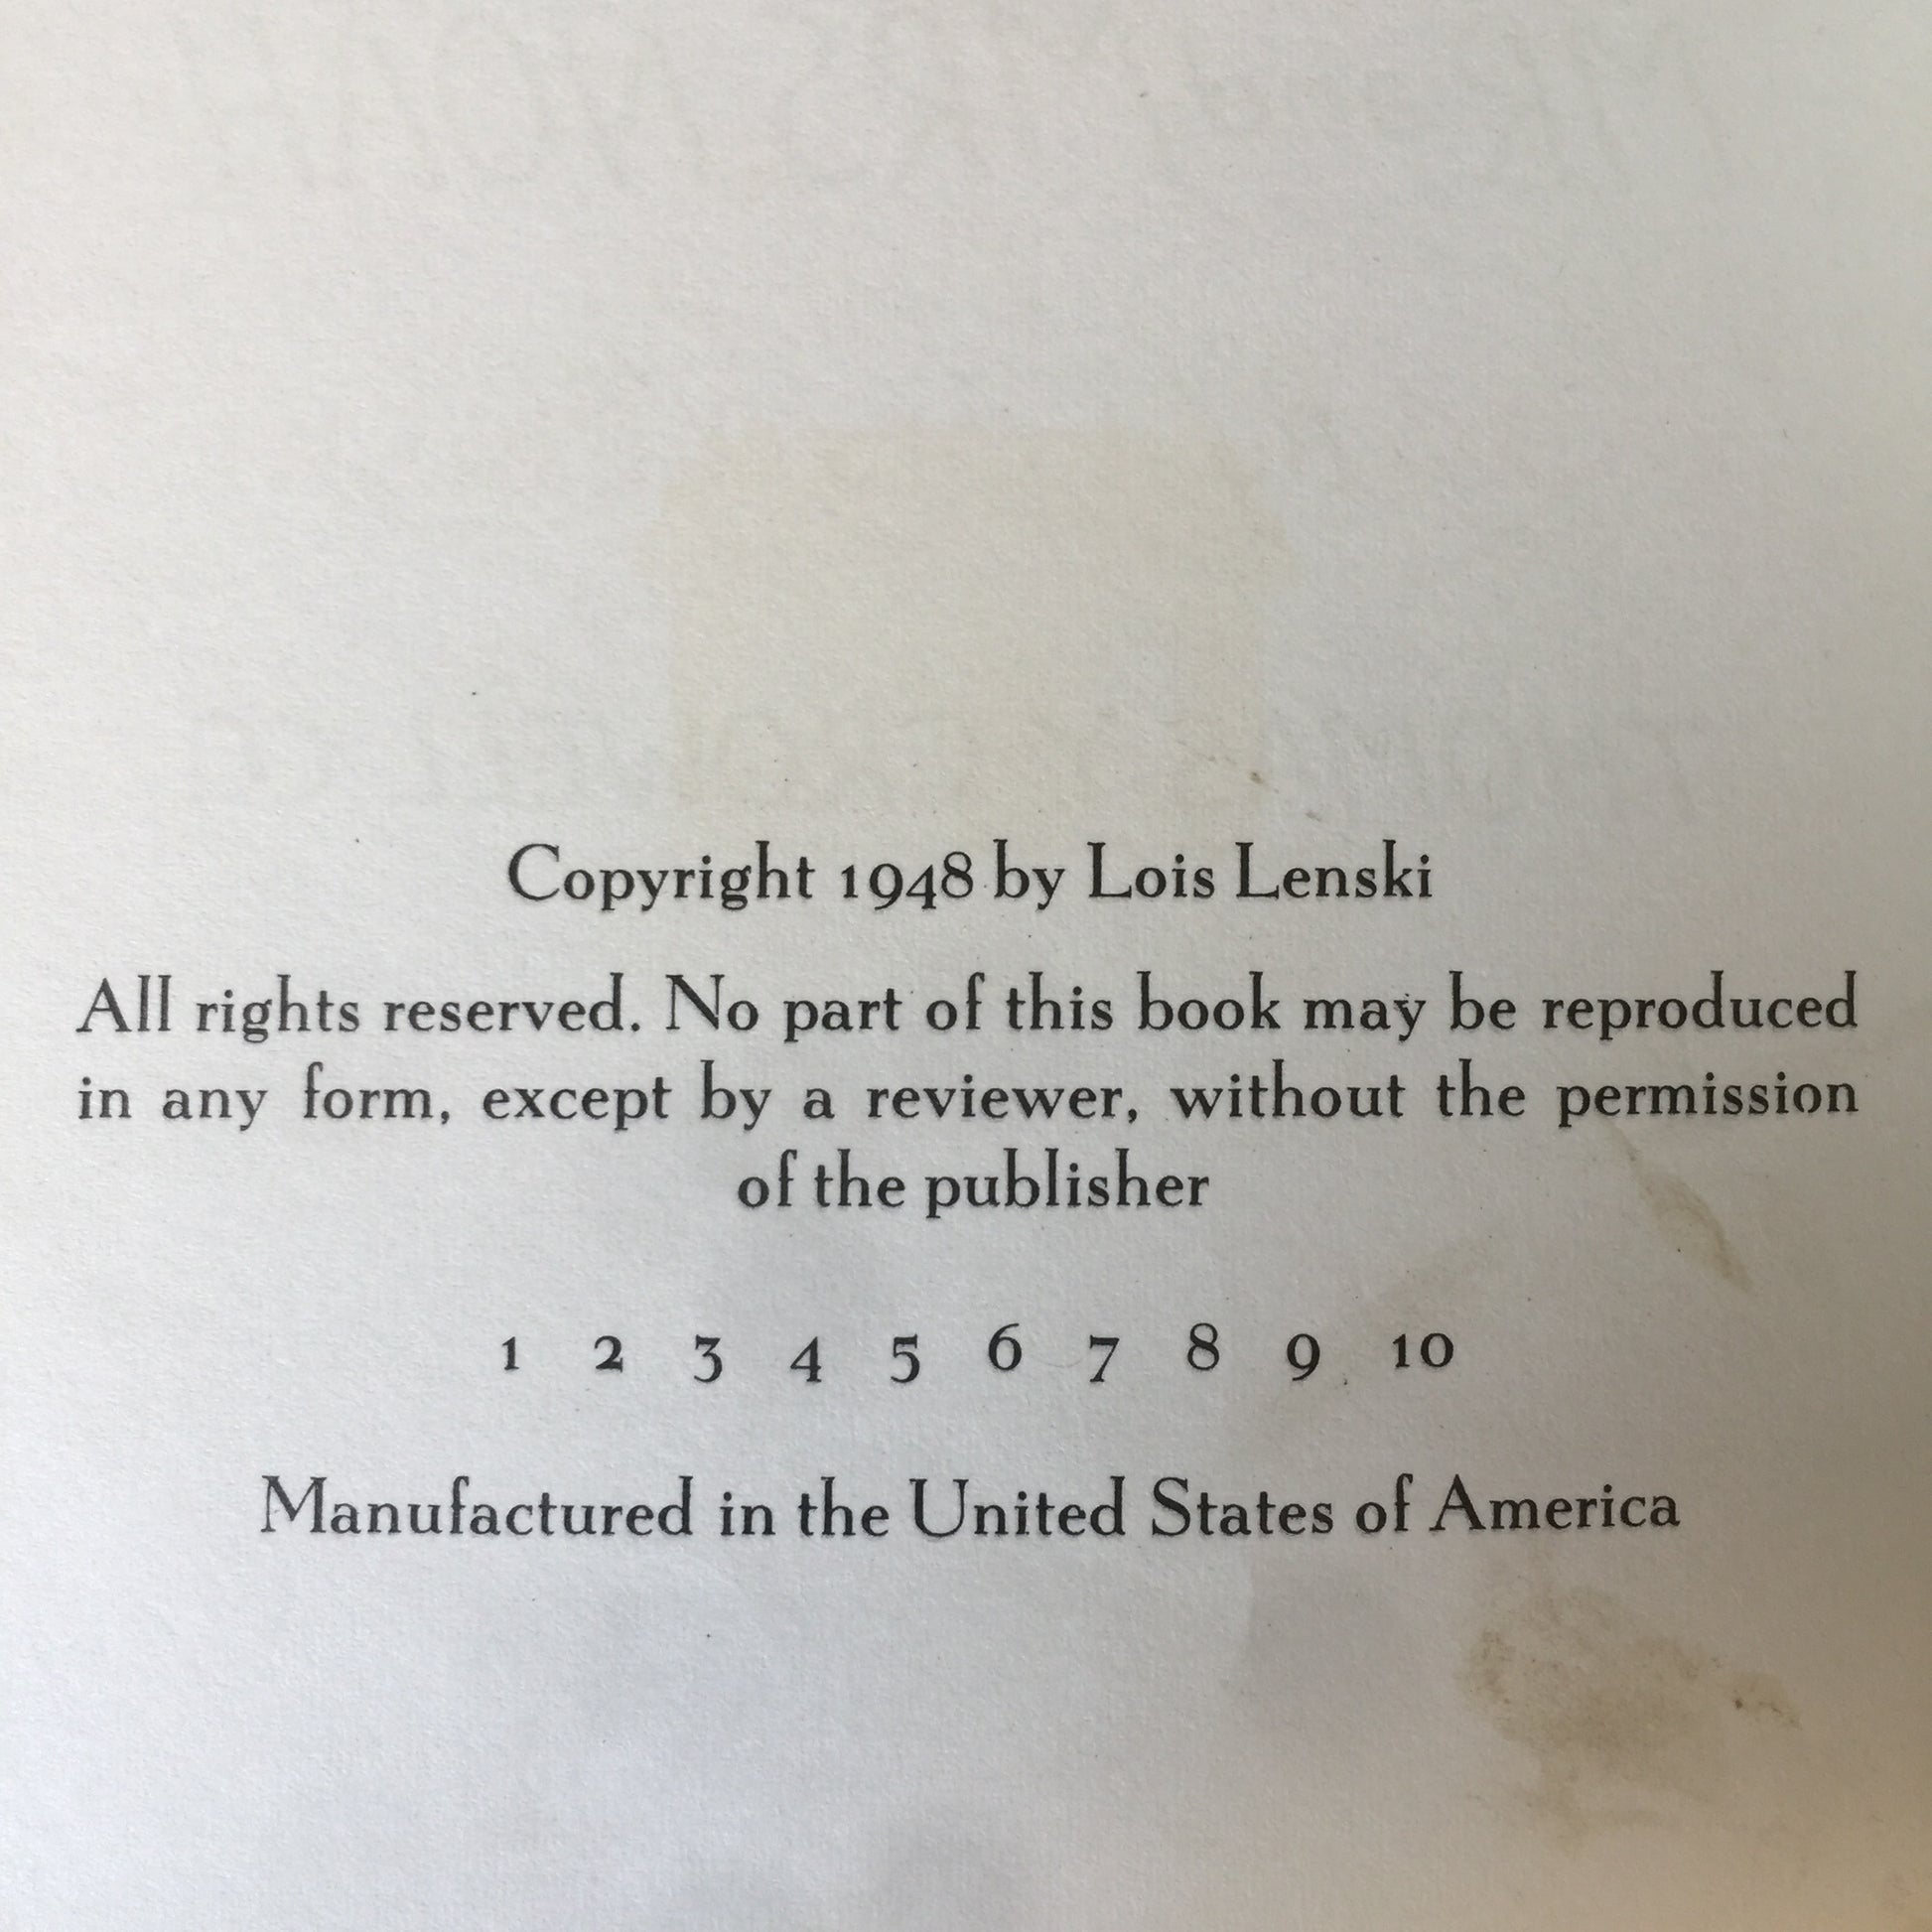 Copyright 1948 by Lois Lenski
All rights reserved. No part of this book may be reproduced
in any form, except by a reviewer, without the permission
of the publisher
1 2 3 4 5 6 7 8 9 10
Manufactured in the United States of America